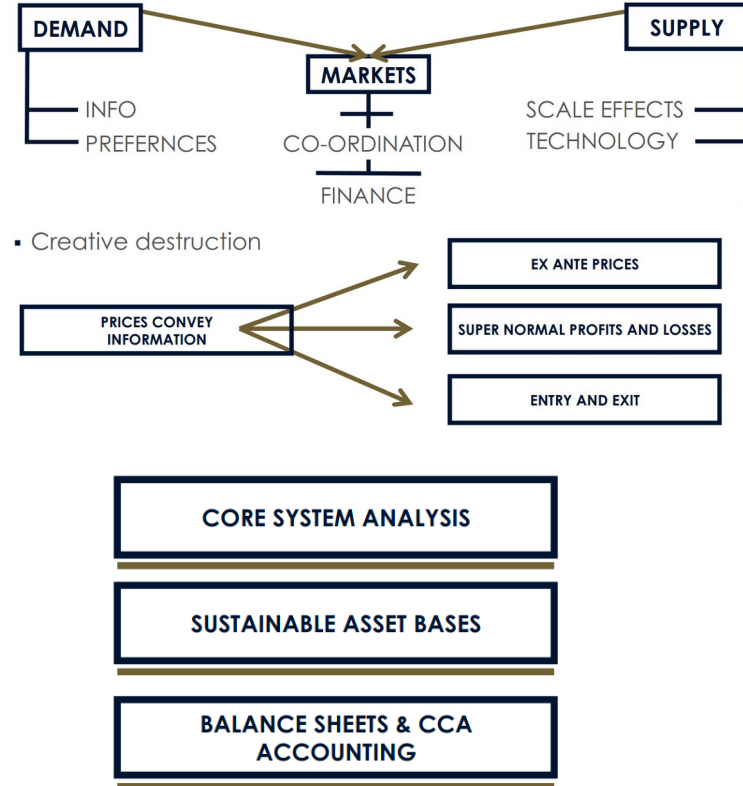 DEMAND
SUPPLY
MARKETS
INFO
PREFERNCES
CO-ORDINATION
FINANCE
SCALE EFFECTS
TECHNOLOGY
▪ Creative destruction
PRICES CONVEY
INFORMATION
EX ANTE PRICES
SUPER NORMAL PROFITS AND LOSSES
ENTRY AND EXIT
CORE SYSTEM ANALYSIS
SUSTAINABLE ASSET BASES
BALANCE SHEETS & CCA
ACCOUNTING